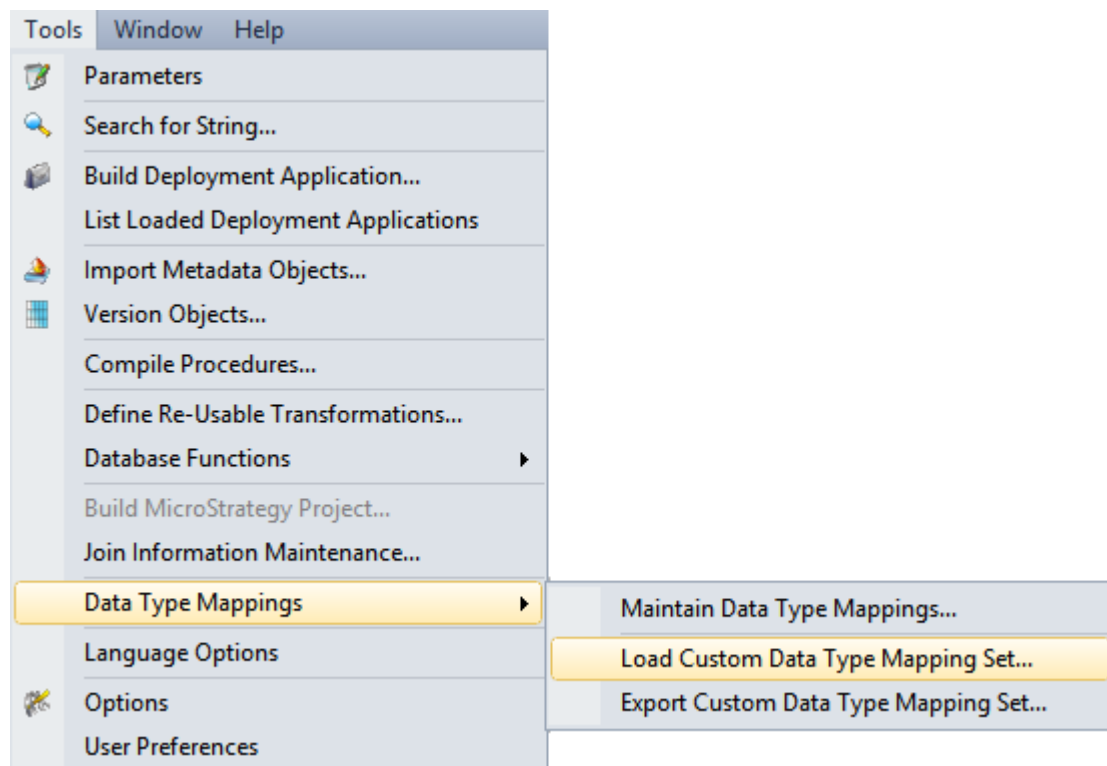 Tools Window Help
Parameters
Search for String...
Build Deployment Application...
List Loaded Deployment Applications
Import Metadata Objects...
Version Objects...
Compile Procedures...
Define Re-Usable Transformations...
Database Functions
Build MicroStrategy Project...
Join Information Maintenance...
Data Type Mappings
Maintain Data Type Mappings...
Load Custom Data Type Mapping Set...
Export Custom Data Type Mapping Set...
Language Options
Options
User Preferences